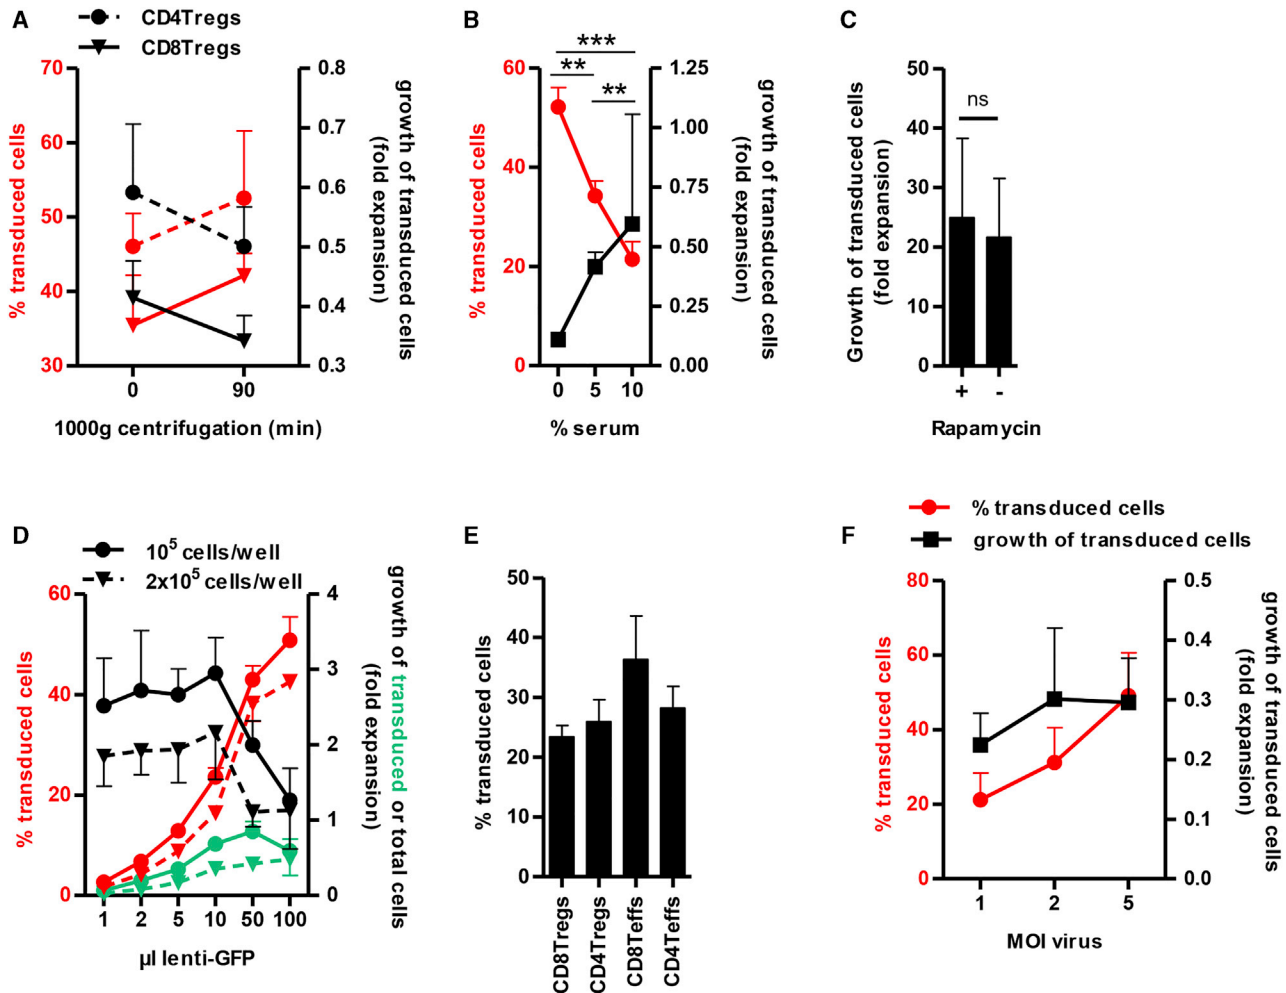 A
CD4Tregs
CD8Tregs
% transduced cells
70
60
50
40
30
0.8
0.7
0.6
0.5
0.4
0.3
growth of transduced cells
(fold expansion)
0 90
1000g centrifugation (min)
B
***
**
**
% transduced cells
60
40
20
0
1.25
1.00
0.75
0.50
0.25
0.00
growth of transduced cells
(fold expansion)
0 5 10
% serum
C
ns
Growth of transduced cells
(fold expansion)
50
40
30
20
10
0
+ -
Rapamycin
D
10⁵ cells/well
2x10⁵ cells/well
% transduced cells
60
40
20
0
4
3
2
1
0
growth of transduced or total cells
(fold expansion)
1 2 5 10 50 100
µl lenti-GFP
E
% transduced cells
50
40
30
20
10
0
CD8Tregs
CD4Tregs
CD8Teffs
CD4Teffs
F
% transduced cells
growth of transduced cells
% transduced cells
80
60
40
20
0
0.5
0.4
0.3
0.2
0.1
0.0
growth of transduced cells
(fold expansion)
1 2 5
MOI virus